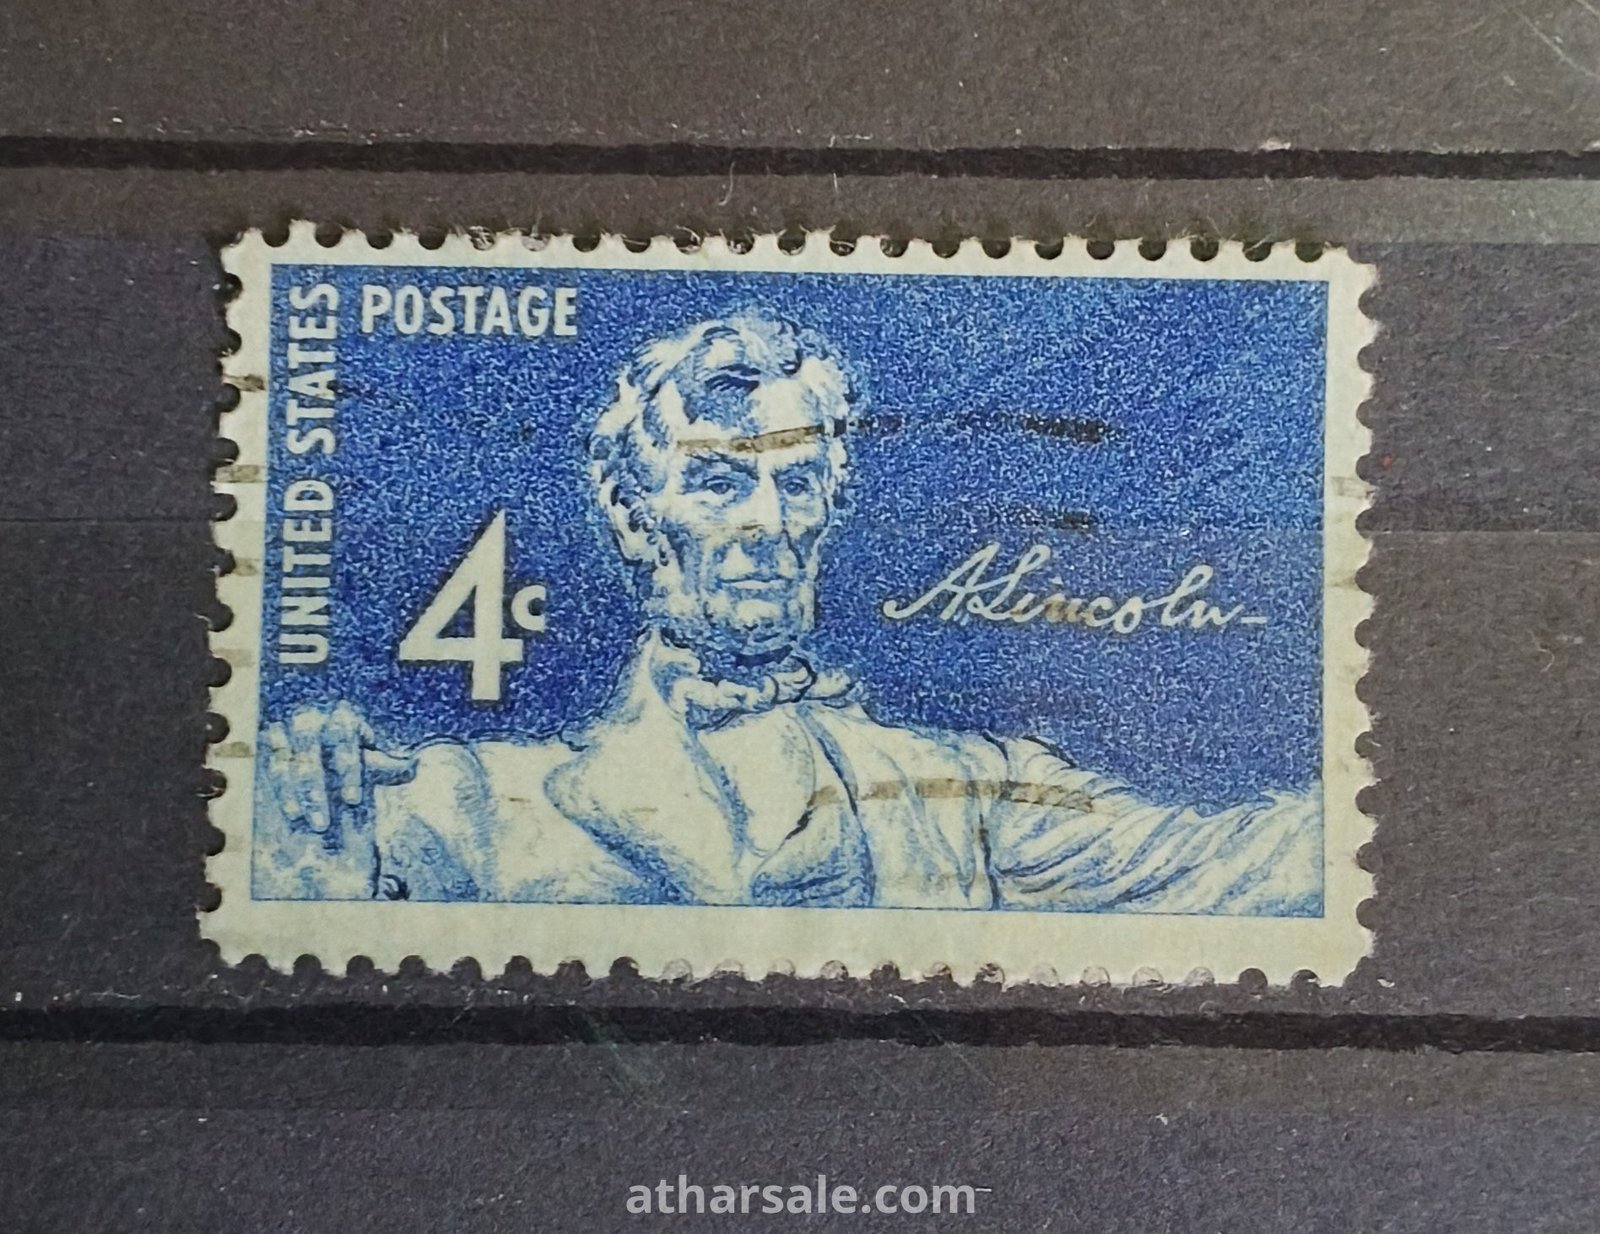 UNITED STATES
POSTAGE
4c
A. Lincoln
atharsale.com